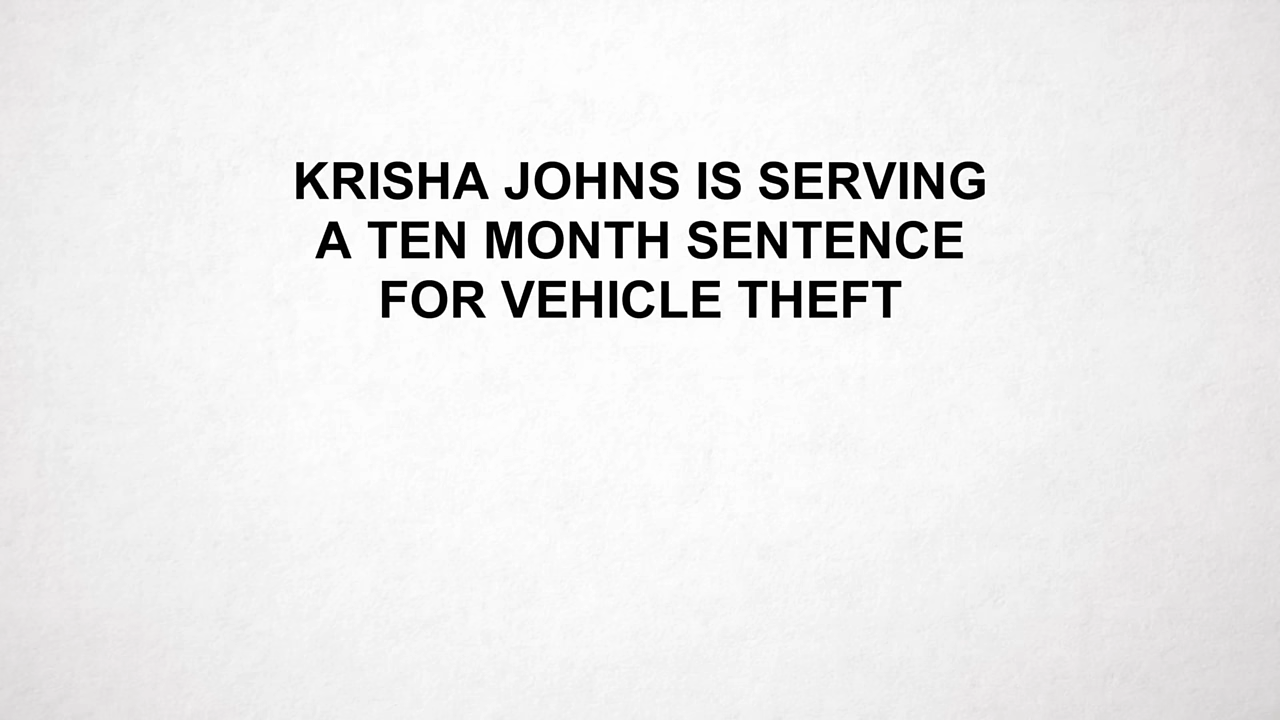 KRISHA JOHNS IS SERVING
A TEN MONTH SENTENCE
FOR VEHICLE THEFT